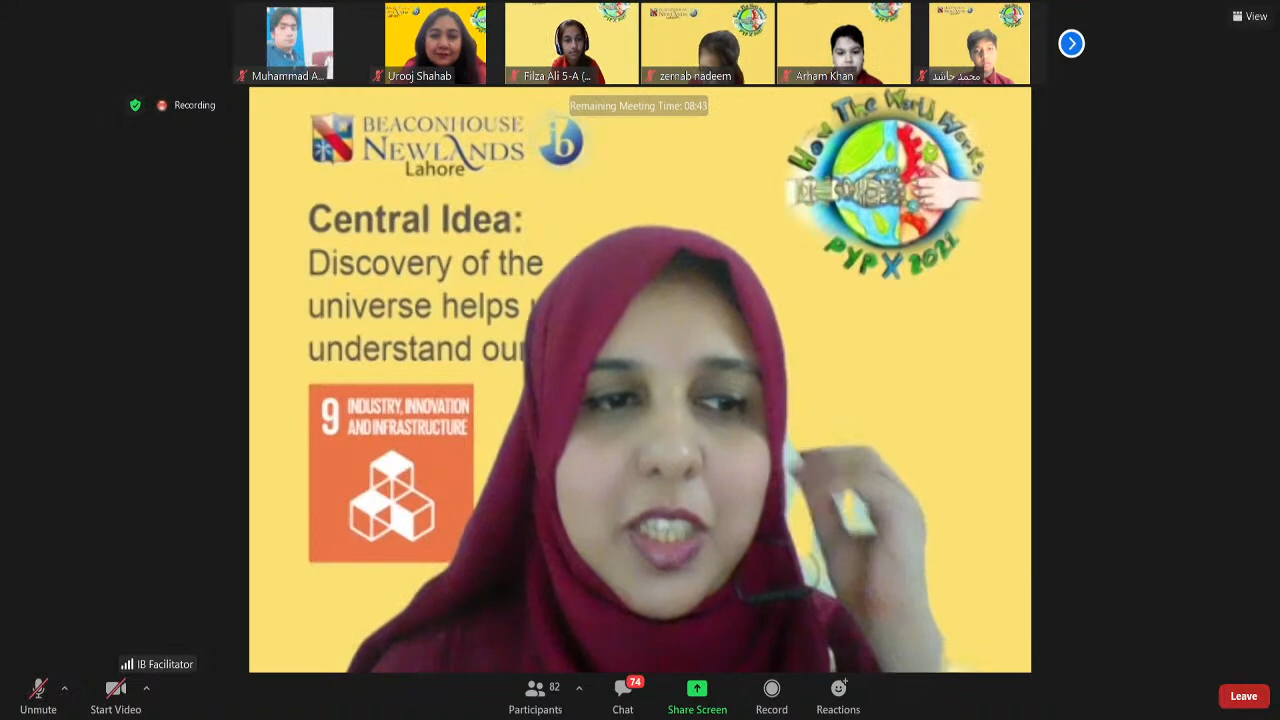 View
Muhammad A...
Urooj Shahab
Filza Ali 5-A (...
zernab nadeem
Arham Khan
محمد حاشد
Recording
Remaining Meeting Time: 08:43
BEACONHOUSE
NEWLANDS
Lahore
ib
How The World Works
PYP X 2021
Central Idea:
Discovery of the
universe helps
understand our
9 INDUSTRY, INNOVATION
AND INFRASTRUCTURE
IB Facilitator
Unmute
Start Video
82
Participants
74
Chat
Share Screen
Record
Reactions
Leave